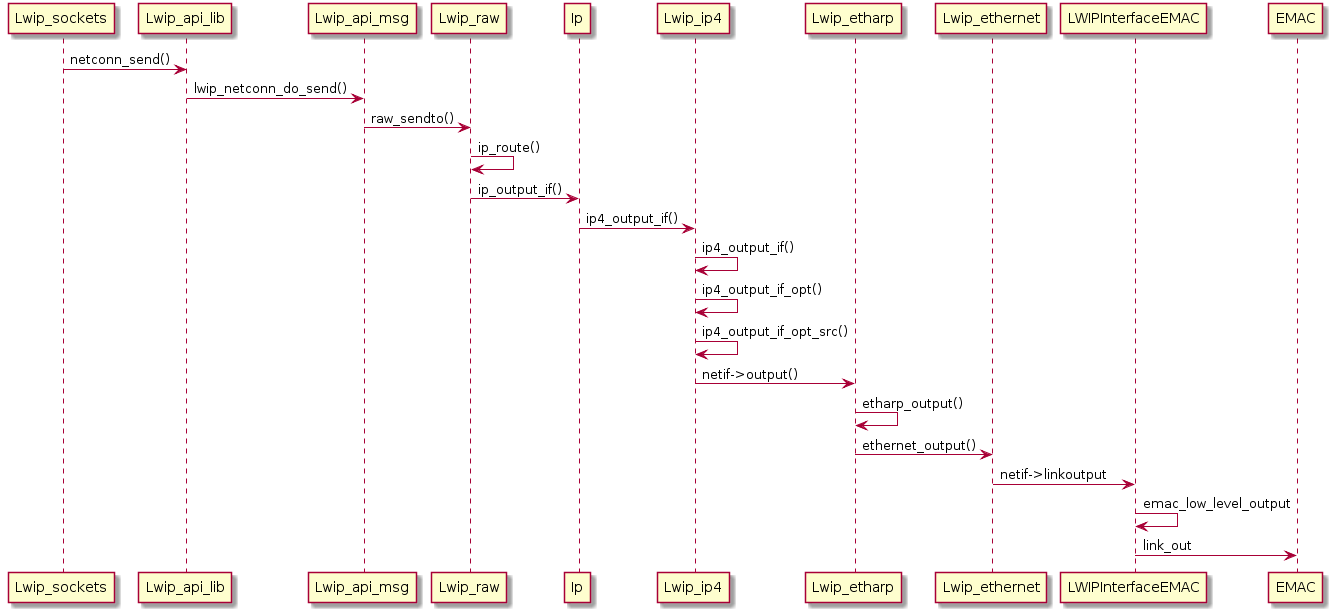 Lwip_sockets
Lwip_api_lib
Lwip_api_msg
Lwip_raw
Ip
Lwip_ip4
Lwip_etharp
Lwip_ethernet
LWIPInterfaceEMAC
EMAC
netconn_send()
lwip_netconn_do_send()
raw_sendto()
ip_route()
ip_output_if()
ip4_output_if()
ip4_output_if()
ip4_output_if_opt()
ip4_output_if_opt_src()
netif->output()
etharp_output()
ethernet_output()
netif->linkoutput
emac_low_level_output
link_out
Lwip_sockets
Lwip_api_lib
Lwip_api_msg
Lwip_raw
Ip
Lwip_ip4
Lwip_etharp
Lwip_ethernet
LWIPInterfaceEMAC
EMAC